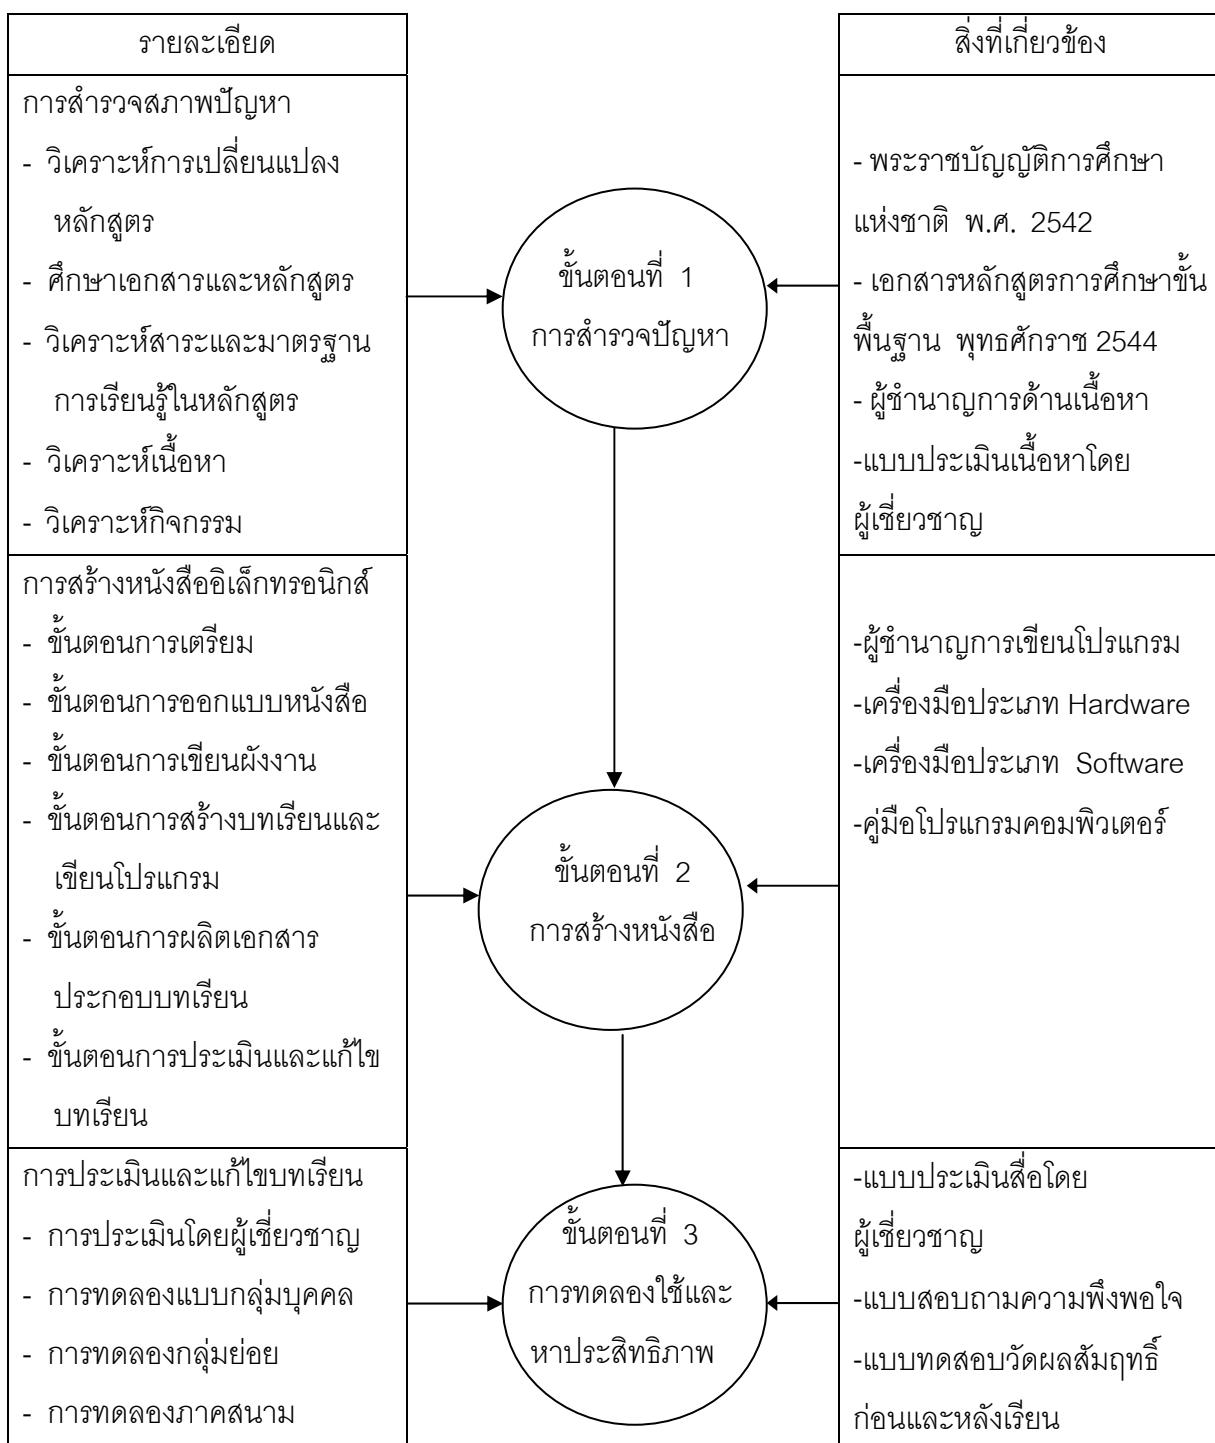 รายละเอียด
การสำรวจสภาพปัญหา
- วิเคราะห์การเปลี่ยนแปลง
หลักสูตร
- ศึกษาเอกสารและหลักสูตร
- วิเคราะห์สาระและมาตรฐาน
การเรียนรู้ในหลักสูตร
- วิเคราะห์เนื้อหา
- วิเคราะห์กิจกรรม
การสร้างหนังสืออิเล็กทรอนิกส์
- ขั้นตอนการเตรียม
- ขั้นตอนการออกแบบหนังสือ
- ขั้นตอนการเขียนผังงาน
- ขั้นตอนการสร้างบทเรียนและ
เขียนโปรแกรม
- ขั้นตอนการผลิตเอกสาร
ประกอบบทเรียน
- ขั้นตอนการประเมินและแก้ไข
บทเรียน
การประเมินและแก้ไขบทเรียน
- การประเมินโดยผู้เชี่ยวชาญ
- การทดลองแบบกลุ่มบุคคล
- การทดลองกลุ่มย่อย
- การทดลองภาคสนาม
ขั้นตอนที่ 1
การสำรวจปัญหา
ขั้นตอนที่ 2
การสร้างหนังสือ
ขั้นตอนที่ 3
การทดลองใช้และ
หาประสิทธิภาพ
สิ่งที่เกี่ยวข้อง
- พระราชบัญญัติการศึกษา
แห่งชาติ พ.ศ. 2542
- เอกสารหลักสูตรการศึกษาขั้น
พื้นฐาน พุทธศักราช 2544
- ผู้ชำนาญการด้านเนื้อหา
-แบบประเมินเนื้อหาโดย
ผู้เชี่ยวชาญ
-ผู้ชำนาญการเขียนโปรแกรม
-เครื่องมือประเภท Hardware
-เครื่องมือประเภท Software
-คู่มือโปรแกรมคอมพิวเตอร์
-แบบประเมินสื่อโดย
ผู้เชี่ยวชาญ
-แบบสอบถามความพึงพอใจ
-แบบทดสอบวัดผลสัมฤทธิ์
ก่อนและหลังเรียน